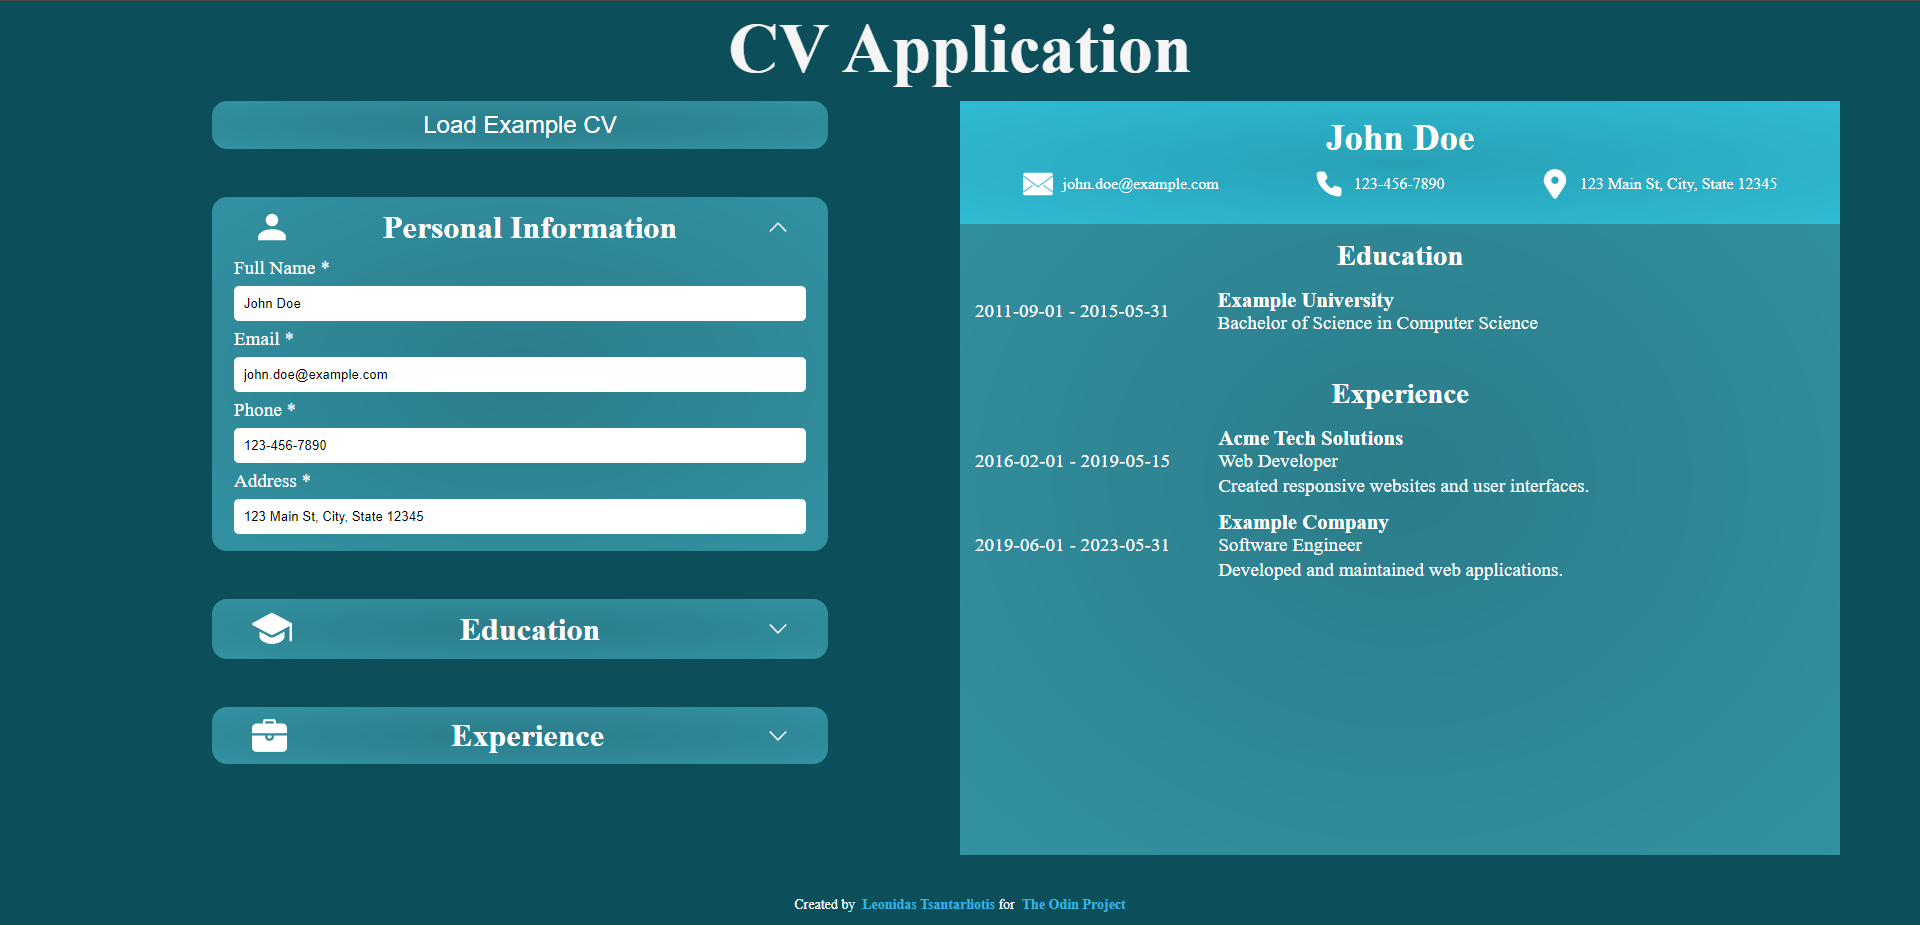 CV Application
Load Example CV
Personal Information
Full Name *
John Doe
Email *
john.doe@example.com
Phone *
123-456-7890
Address *
123 Main St, City, State 12345
Education
Experience
John Doe
john.doe@example.com
123-456-7890
123 Main St, City, State 12345
Education
2011-09-01 - 2015-05-31
Example University
Bachelor of Science in Computer Science
Experience
2016-02-01 - 2019-05-15
Acme Tech Solutions
Web Developer
Created responsive websites and user interfaces.
2019-06-01 - 2023-05-31
Example Company
Software Engineer
Developed and maintained web applications.
Created by Leonidas Tsantarliotis for The Odin Project